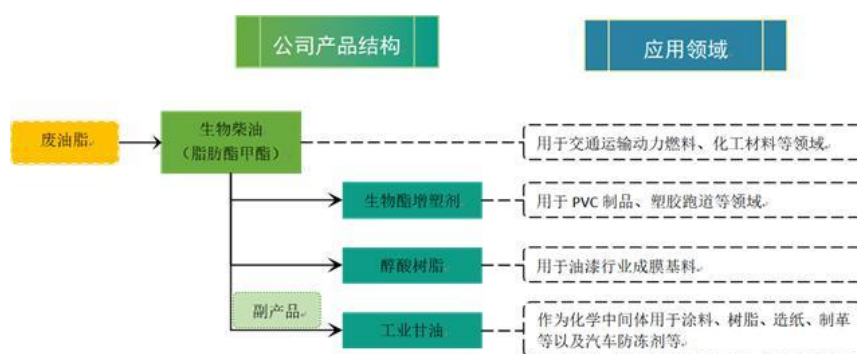 公司产品结构
应用领域
废油脂
生物柴油
（脂肪酯甲酯）
用于交通运输动力燃料、化工材料等领域。
生物酯增塑剂
用于 PVC 制品、塑胶跑道等领域。
醇酸树脂
用于油漆行业成膜基料。
副产品
工业甘油
作为化学中间体用于涂料、树脂、造纸、制革
等以及汽车防冻剂等。